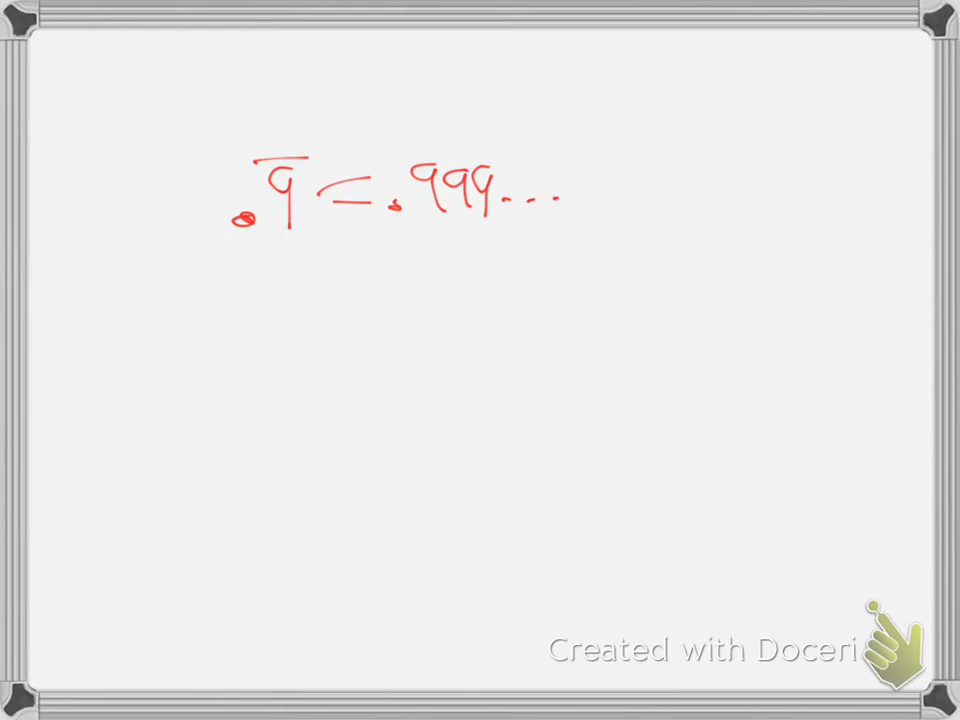 .9̅ = .999...
Created with Doceri